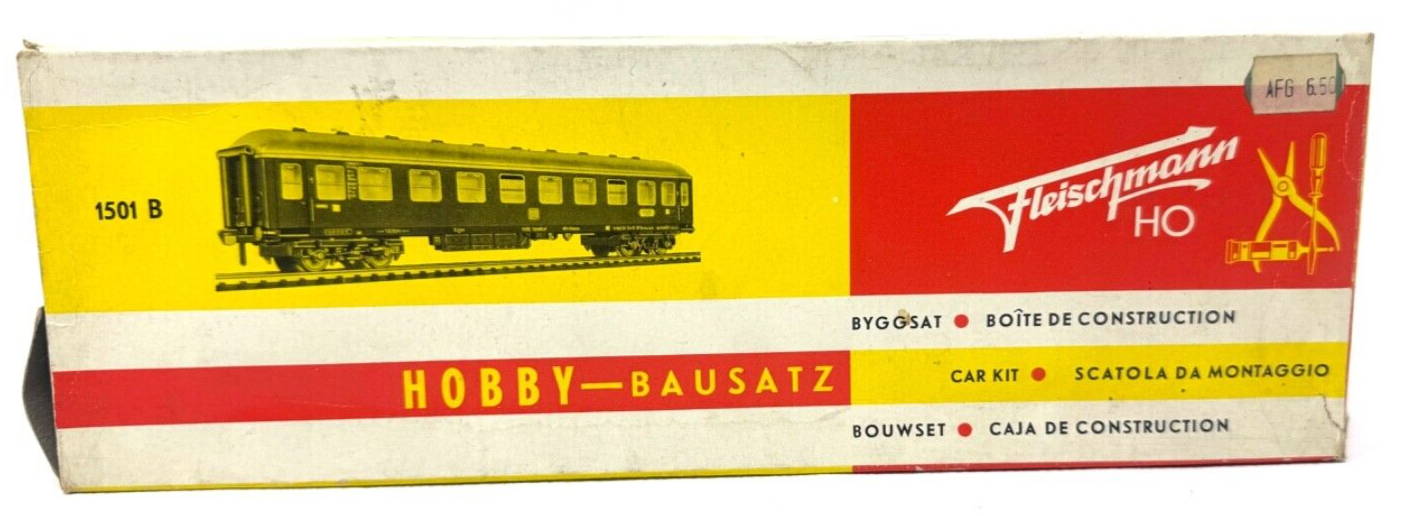 AFG 6.50
1501 B
Fleischmann
HO
BYGGSAT ● BOÎTE DE CONSTRUCTION
HOBBY—BAUSATZ
CAR KIT ● SCATOLA DA MONTAGGIO
BOUWSET ● CAJA DE CONSTRUCTION